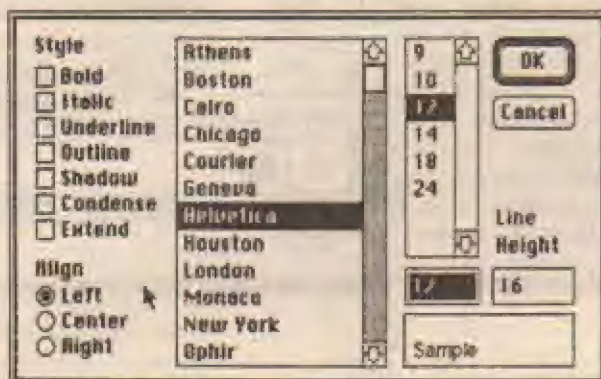 Style
Bold
Italic
Underline
Outline
Shadow
Condense
Extend
Align
Left
Center
Right
Athens
Boston
Cairo
Chicago
Courier
Geneva
Helvetica
Houston
London
Monaco
New York
Ophir
9
10
12
14
18
24
12
OK
Cancel
Line
Height
16
Sample